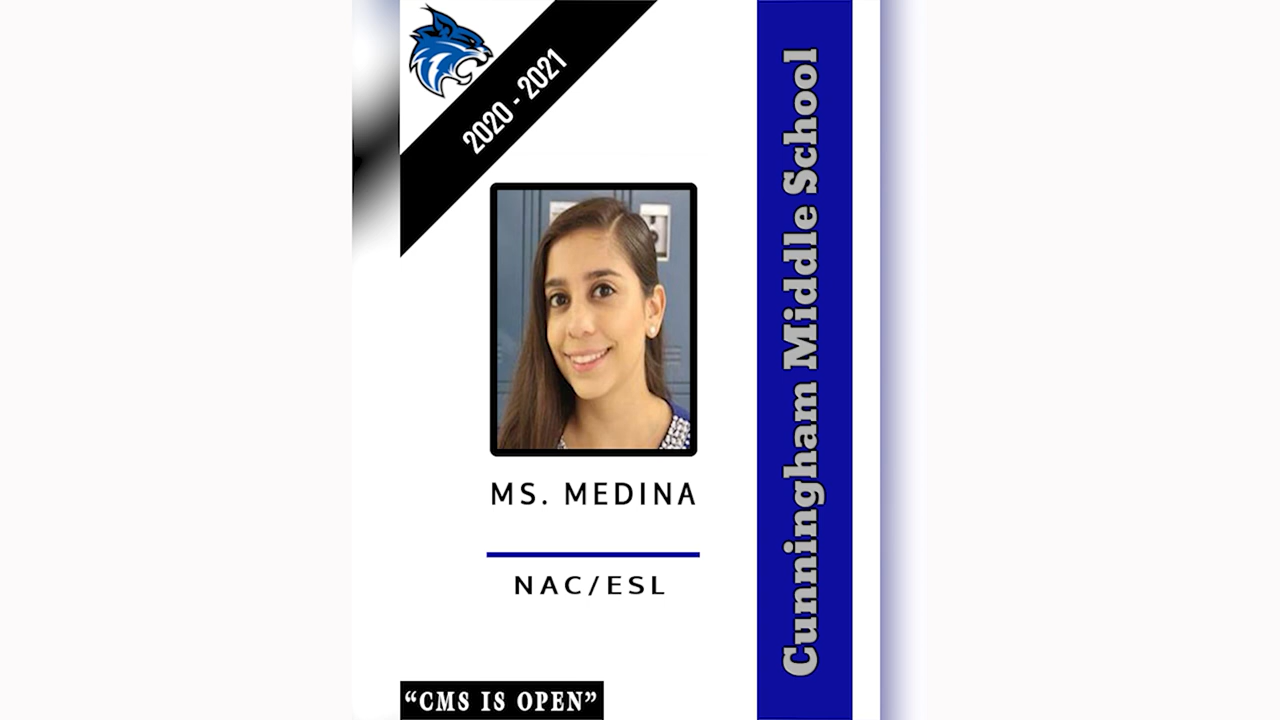 2020 - 2021
MS. MEDINA
NAC/ESL
"CMS IS OPEN"
Cunningham Middle School